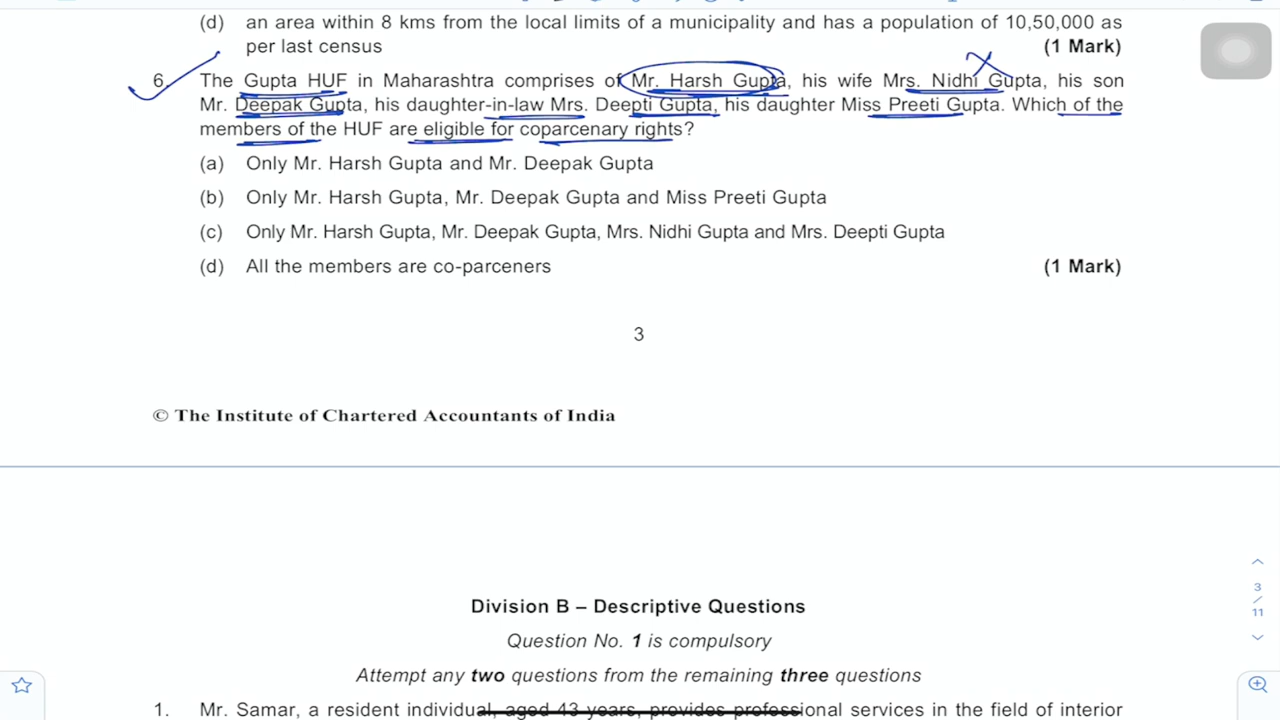 (d) an area within 8 kms from the local limits of a municipality and has a population of 10,50,000 as
per last census (1 Mark)
6. The Gupta HUF in Maharashtra comprises of Mr. Harsh Gupta, his wife Mrs. Nidhi Gupta, his son
Mr. Deepak Gupta, his daughter-in-law Mrs. Deepti Gupta, his daughter Miss Preeti Gupta. Which of the
members of the HUF are eligible for coparcenary rights?
(a) Only Mr. Harsh Gupta and Mr. Deepak Gupta
(b) Only Mr. Harsh Gupta, Mr. Deepak Gupta and Miss Preeti Gupta
(c) Only Mr. Harsh Gupta, Mr. Deepak Gupta, Mrs. Nidhi Gupta and Mrs. Deepti Gupta
(d) All the members are co-parceners (1 Mark)
3
© The Institute of Chartered Accountants of India
3
/
11
Division B – Descriptive Questions
Question No. 1 is compulsory
Attempt any two questions from the remaining three questions
1. Mr. Samar, a resident individual, aged 43 years, provides professional services in the field of interior